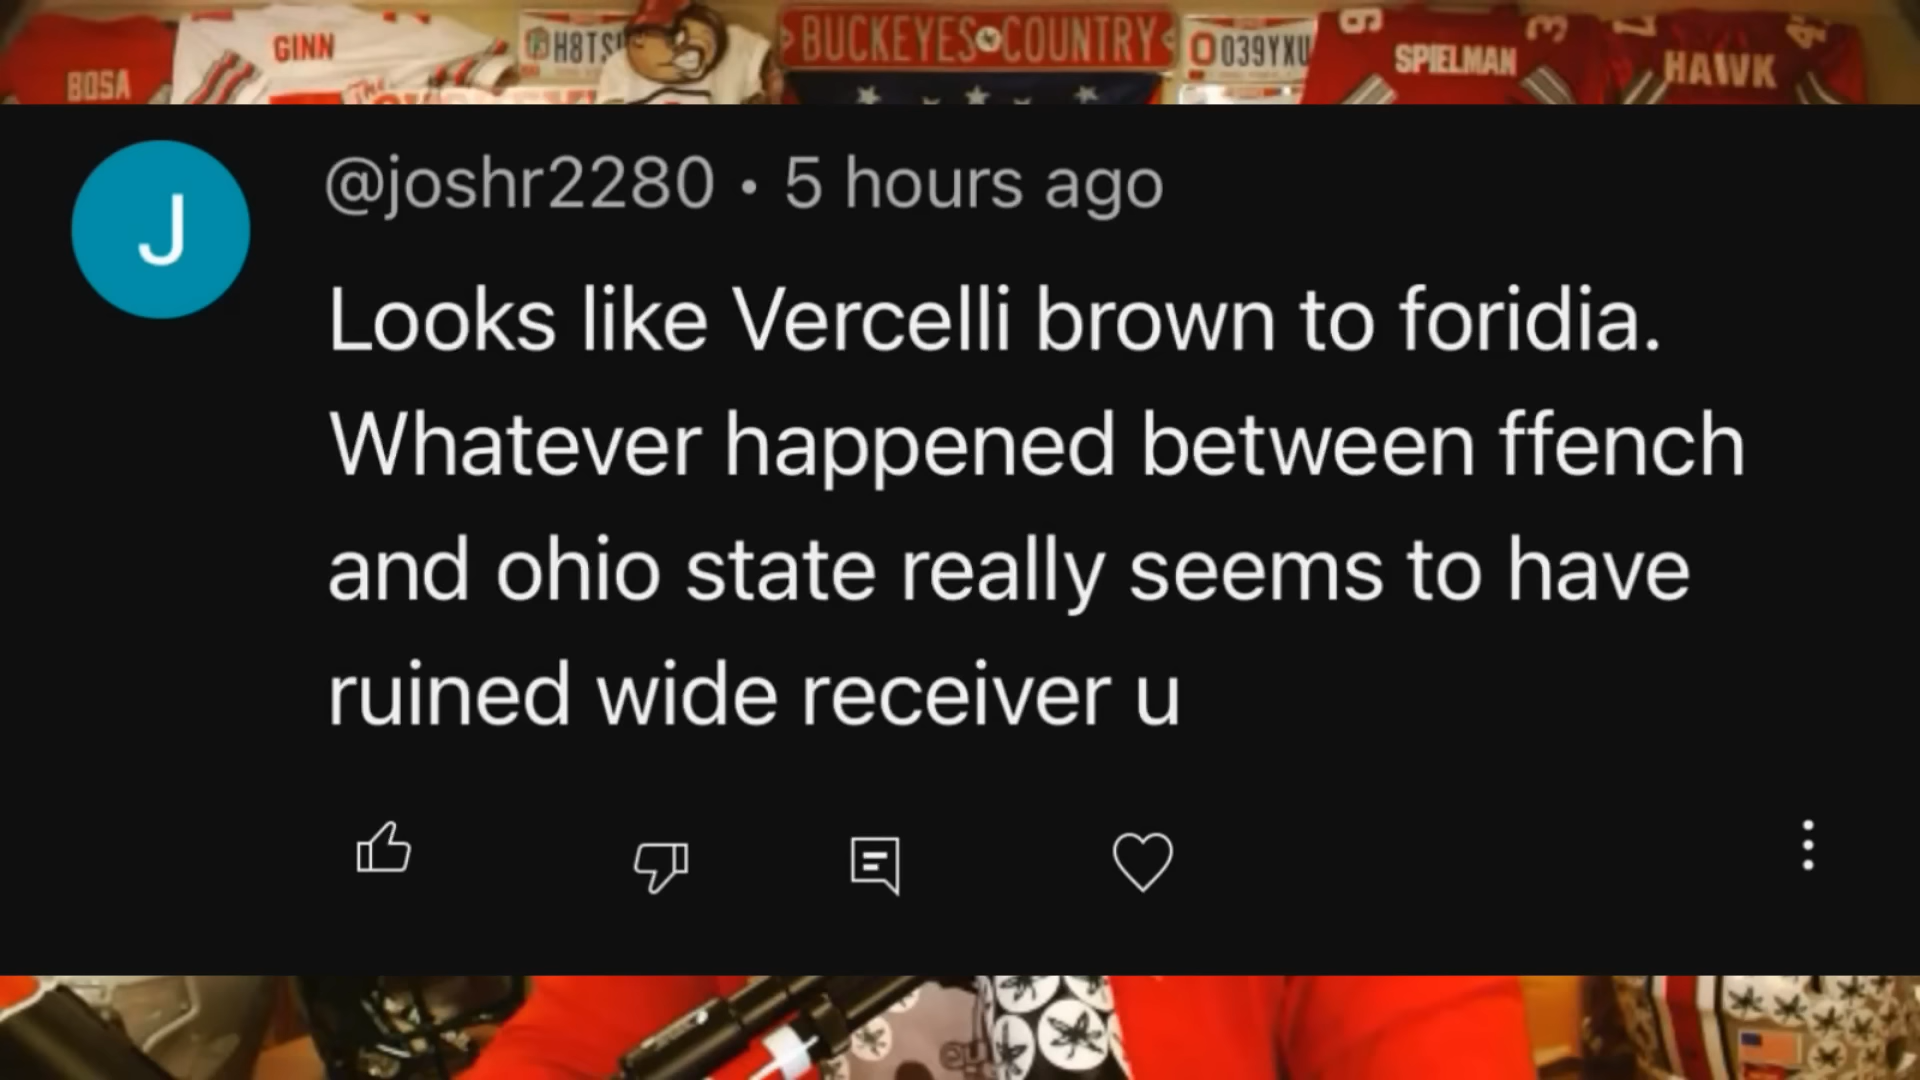 BOSA
GINN
H8TS
BUCKEYES COUNTRY
039YXU
SPIELMAN
HAWK
@joshr2280 • 5 hours ago
J
Looks like Vercelli brown to foridia.
Whatever happened between ffench
and ohio state really seems to have
ruined wide receiver u